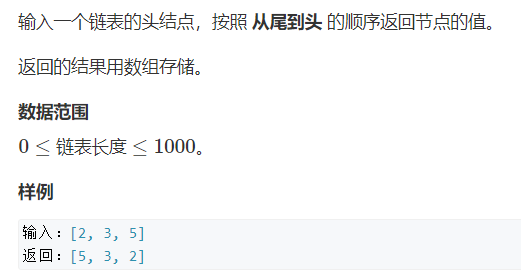 输入一个链表的头结点，按照 从尾到头 的顺序返回节点的值。
返回的结果用数组存储。
数据范围
0 ≤ 链表长度 ≤ 1000。
样例
输入：[2, 3, 5]
返回：[5, 3, 2]